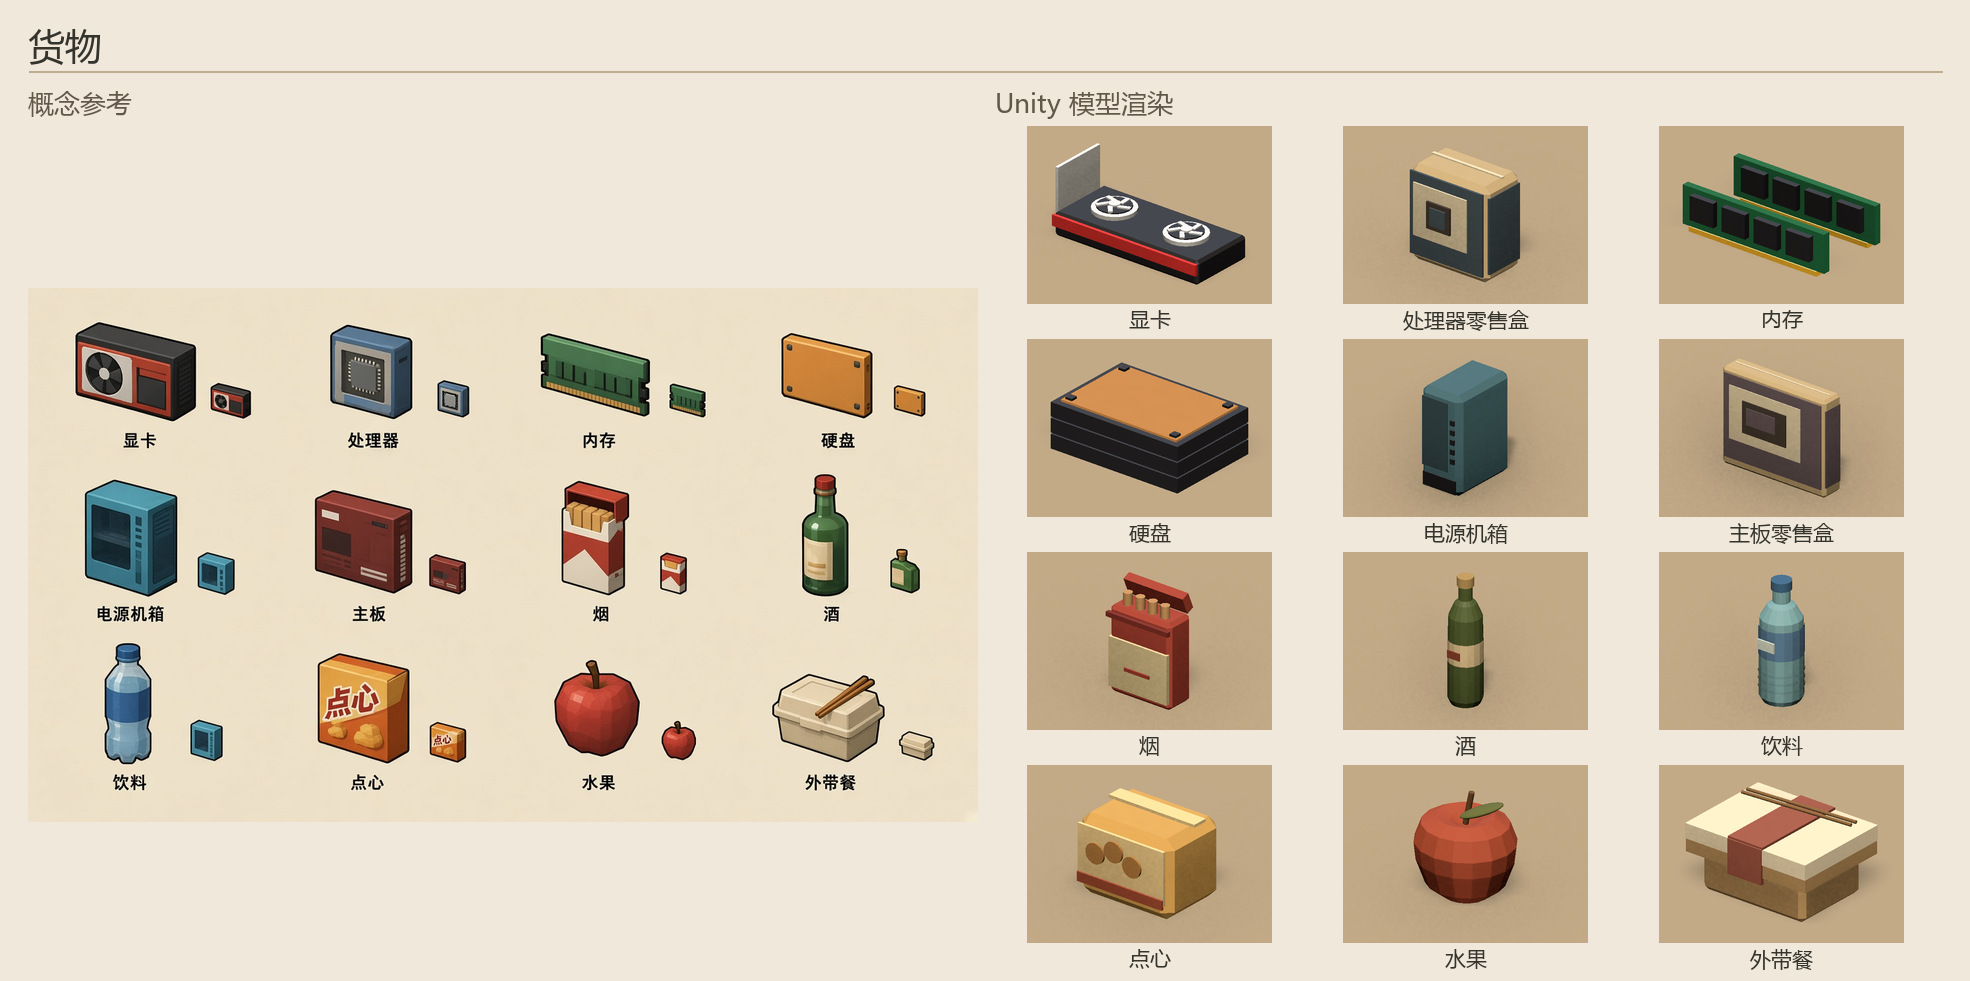 货物
概念参考
显卡
处理器
内存
硬盘
电源机箱
主板
烟
酒
点心
点心
饮料
点心
水果
外带餐
Unity 模型渲染
显卡
处理器零售盒
内存
硬盘
电源机箱
主板零售盒
烟
酒
饮料
点心
水果
外带餐